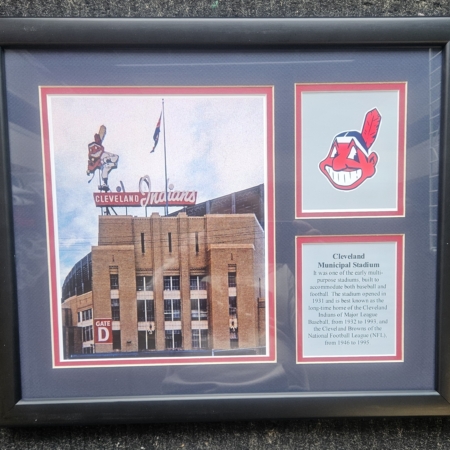 CLEVELAND Indians
GATE
D
Cleveland
Municipal Stadium
It was one of the early multi-
purpose stadiums, built to
accommodate both baseball and
football. The stadium opened in
1931 and is best known as the
long-time home of the Cleveland
Indians of Major League
Baseball, from 1932 to 1993, and
the Cleveland Browns of the
National Football League (NFL),
from 1946 to 1995